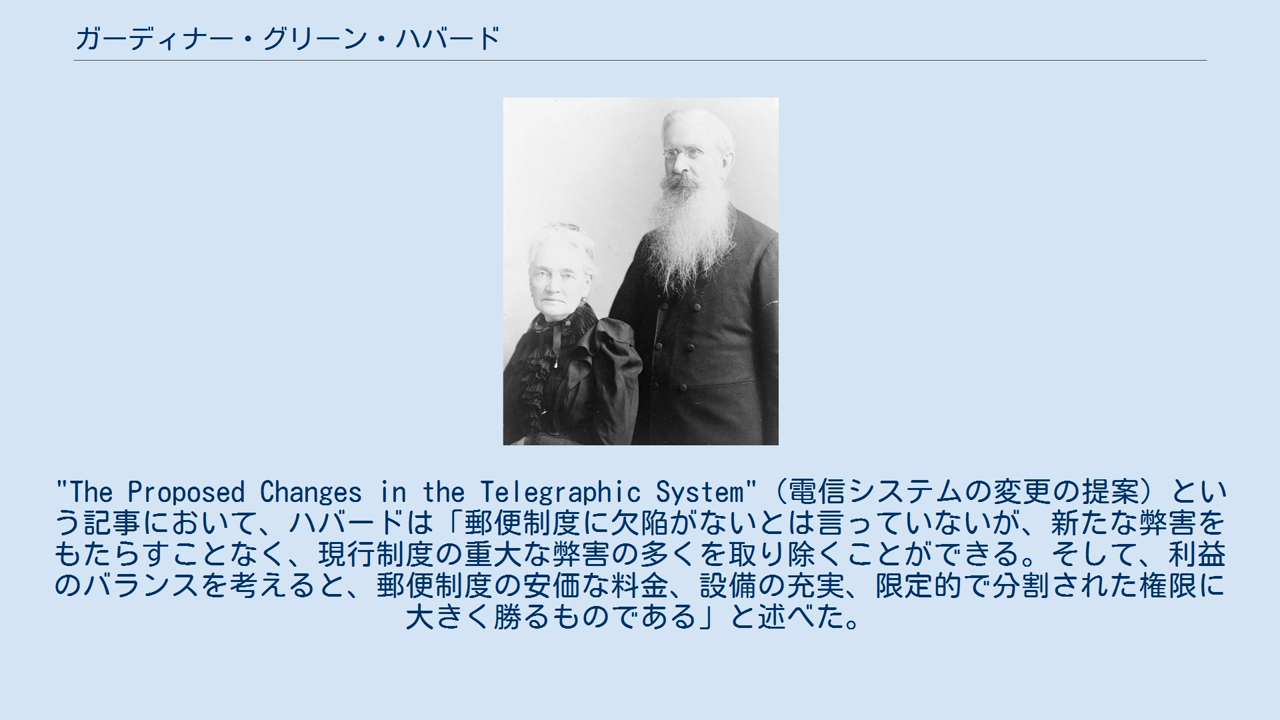 ガーディナー・グリーン・ハバード
"The Proposed Changes in the Telegraphic System"（電信システムの変更の提案）とい
う記事において、ハバードは「郵便制度に欠陥がないとは言っていないが、新たな弊害を
もたらすことなく、現行制度の重大な弊害の多くを取り除くことができる。そして、利益
のバランスを考えると、郵便制度の安価な料金、設備の充実、限定的で分割された権限に
大きく勝るものである」と述べた。